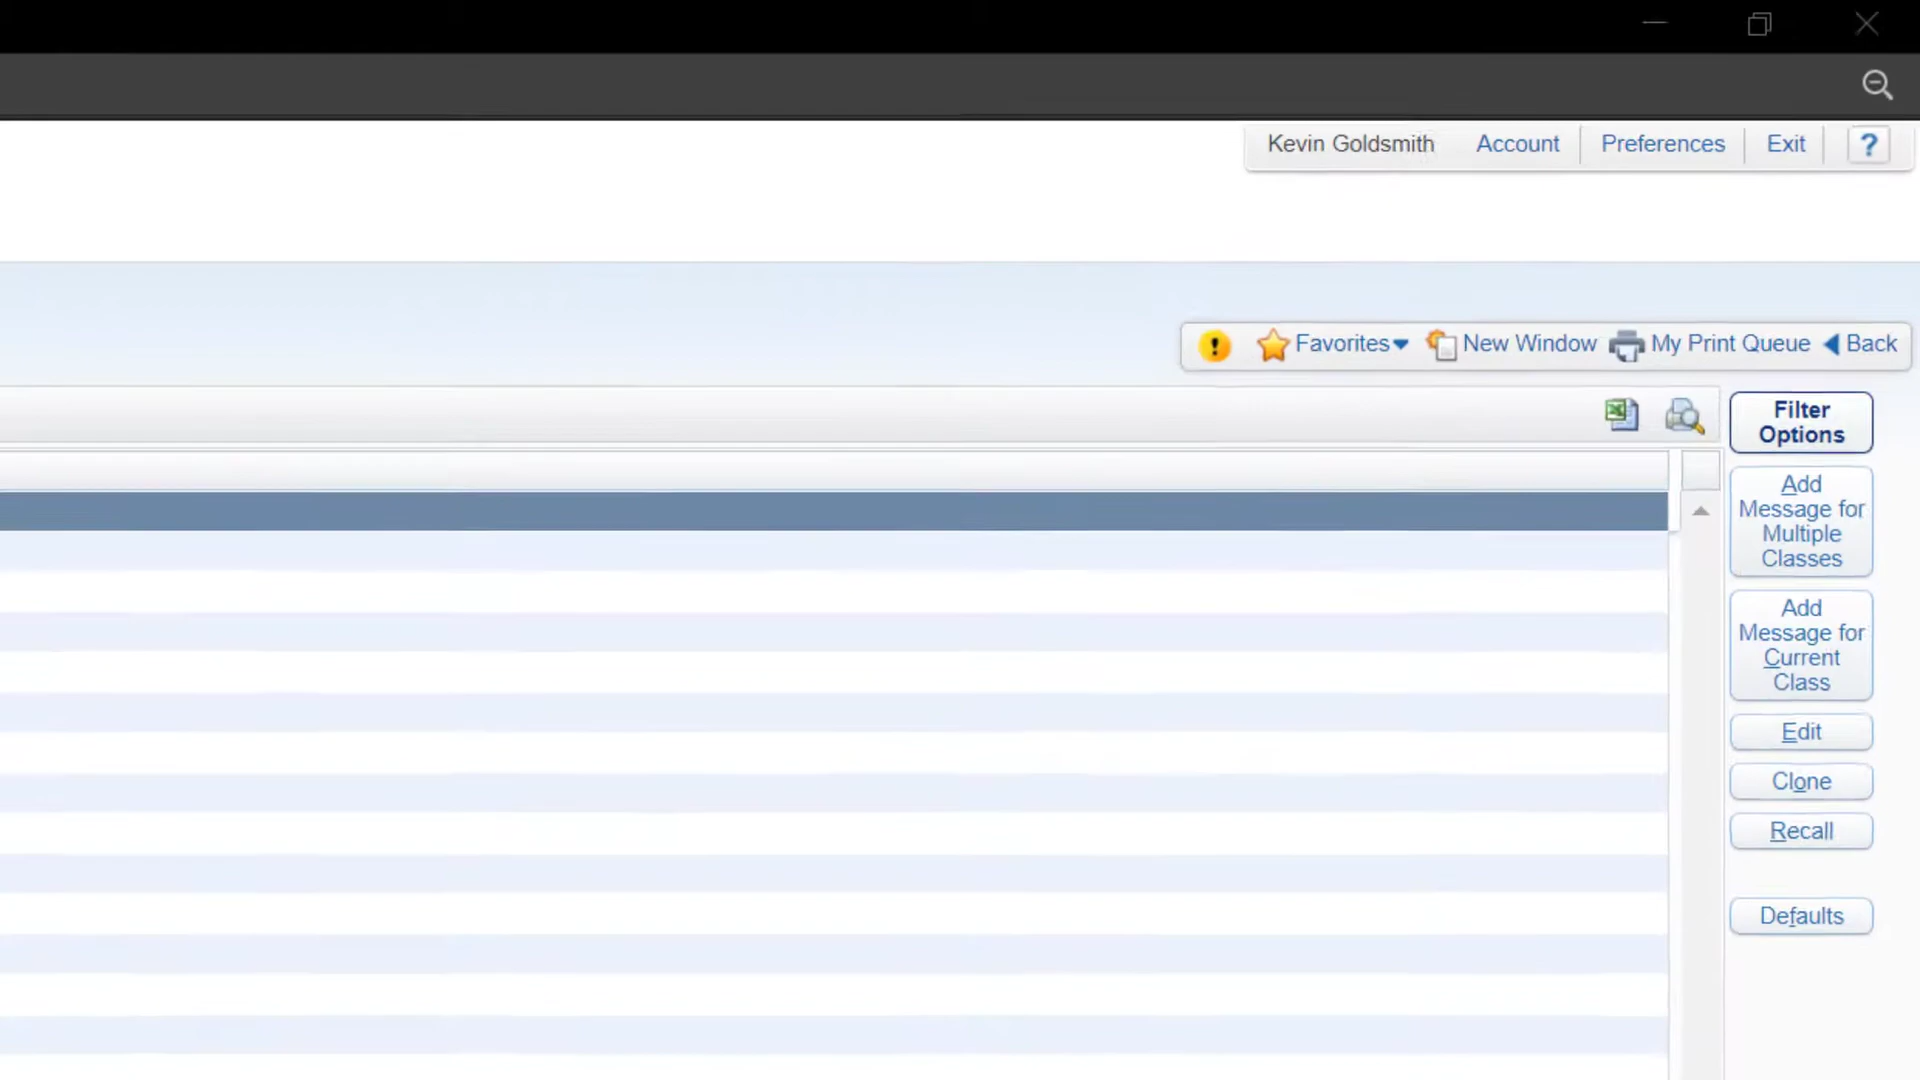 Kevin Goldsmith Account Preferences Exit ?
! Favorites New Window My Print Queue Back
Filter
Options
Add
Message for
Multiple
Classes
Add
Message for
Current
Class
Edit
Clone
Recall
Defaults